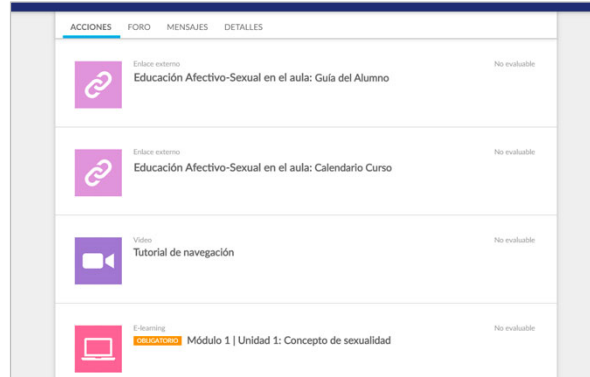 ACCIONES FORO MENSAJES DETALLES
Enlace externo No evaluable
Educación Afectivo-Sexual en el aula: Guía del Alumno
Enlace externo No evaluable
Educación Afectivo-Sexual en el aula: Calendario Curso
Vídeo No evaluable
Tutorial de navegación
E-learning No evaluable
OBLIGATORIO Módulo 1 | Unidad 1: Concepto de sexualidad